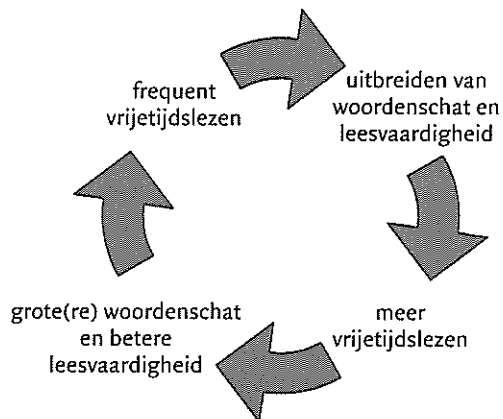 frequent
vrijetijdslezen
uitbreiden van
woordenschat en
leesvaardigheid
meer
vrijetijdslezen
grote(re) woordenschat
en betere
leesvaardigheid